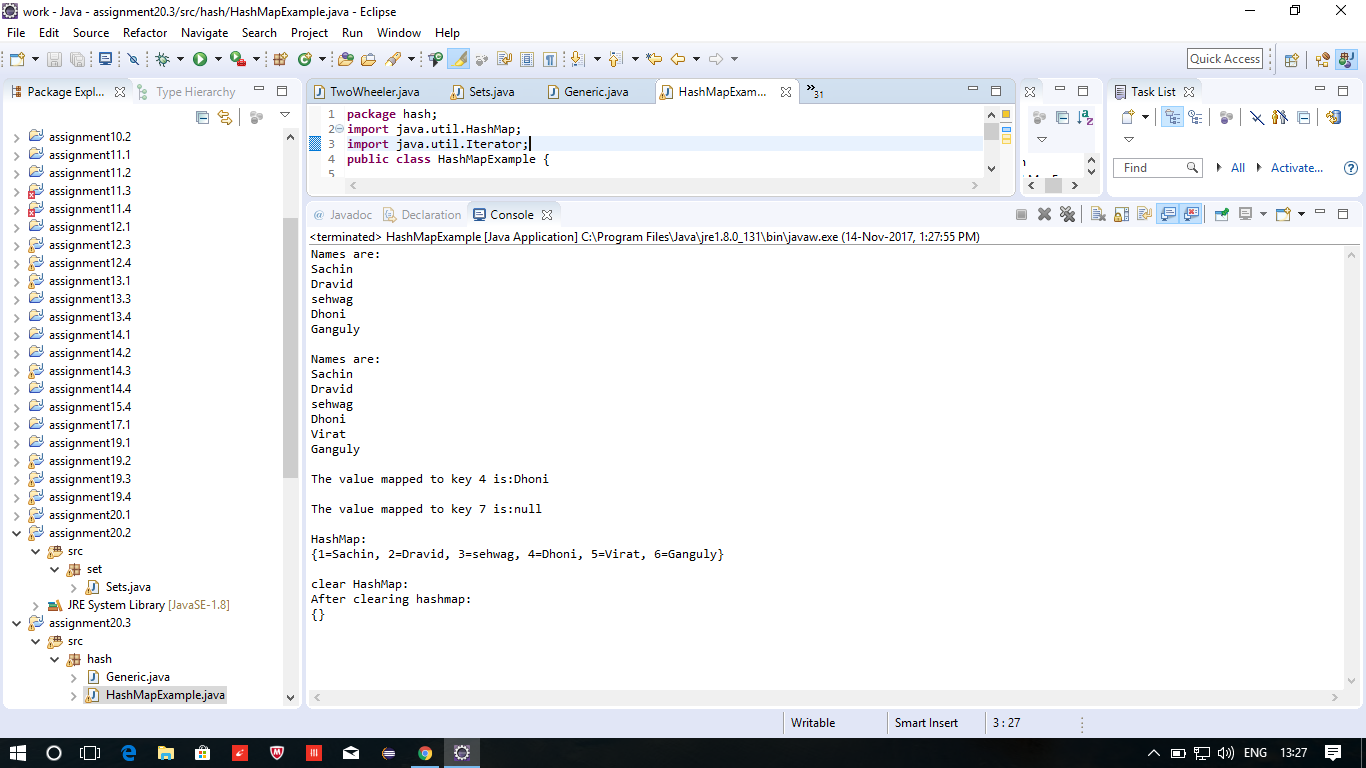 work - Java - assignment20.3/src/hash/HashMapExample.java - Eclipse
File Edit Source Refactor Navigate Search Project Run Window Help
Quick Access
Package Expl... Type Hierarchy
assignment10.2
assignment11.1
assignment11.2
assignment11.3
assignment11.4
assignment12.1
assignment12.3
assignment12.4
assignment13.1
assignment13.3
assignment13.4
assignment14.1
assignment14.2
assignment14.3
assignment14.4
assignment15.4
assignment17.1
assignment19.1
assignment19.2
assignment19.3
assignment19.4
assignment20.1
assignment20.2
src
set
Sets.java
JRE System Library [JavaSE-1.8]
assignment20.3
src
hash
Generic.java
HashMapExample.java
TwoWheeler.java Sets.java Generic.java HashMapExam... »31
1 package hash;
2 import java.util.HashMap;
3 import java.util.Iterator;
4 public class HashMapExample {
5
Task List
Find All Activate...
@ Javadoc Declaration Console
<terminated> HashMapExample [Java Application] C:\Program Files\Java\jre1.8.0_131\bin\javaw.exe (14-Nov-2017, 1:27:55 PM)
Names are:
Sachin
Dravid
sehwag
Dhoni
Ganguly
Names are:
Sachin
Dravid
sehwag
Dhoni
Virat
Ganguly
The value mapped to key 4 is:Dhoni
The value mapped to key 7 is:null
HashMap:
{1=Sachin, 2=Dravid, 3=sehwag, 4=Dhoni, 5=Virat, 6=Ganguly}
clear HashMap:
After clearing hashmap:
{}
Writable Smart Insert 3 : 27
ENG 13:27